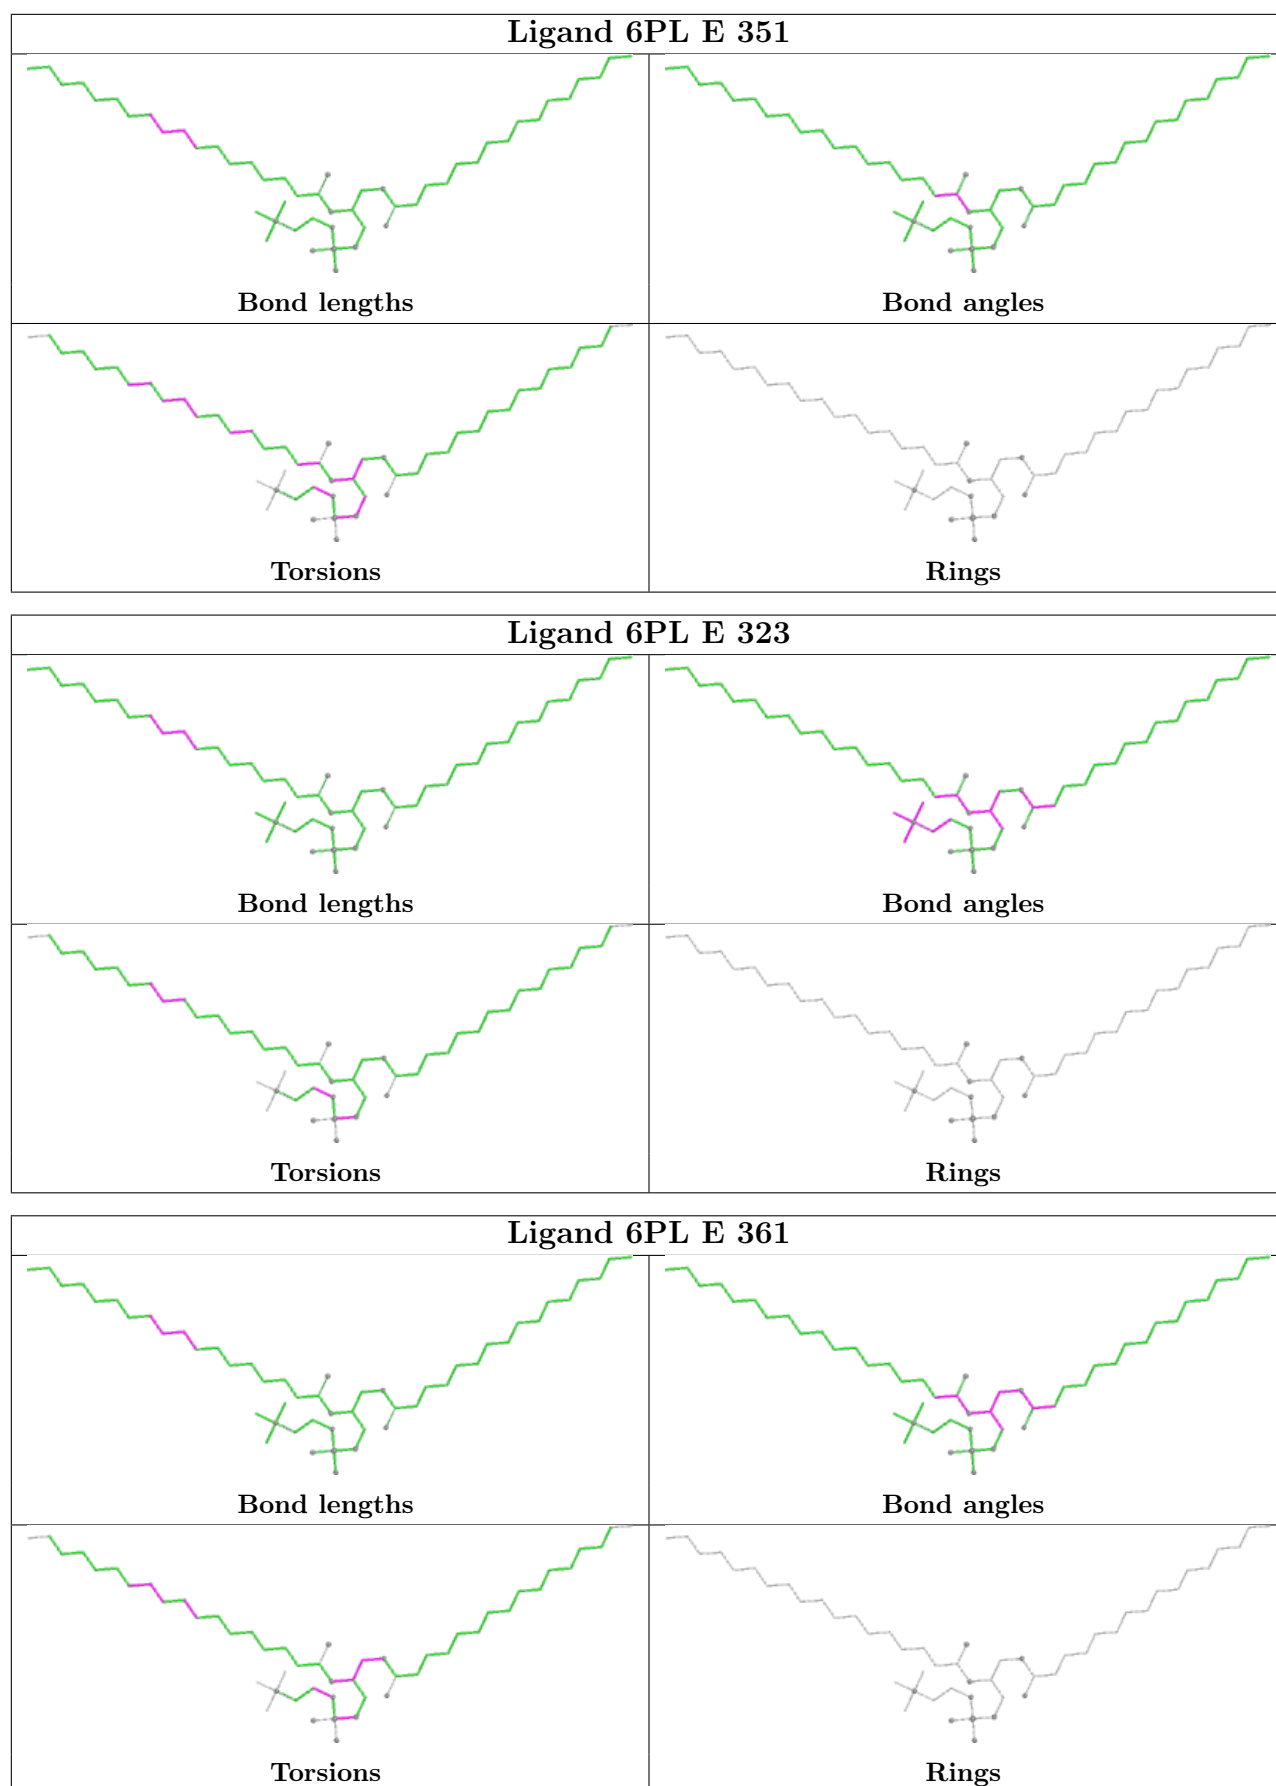 Ligand 6PL E 351
Bond lengths
Bond angles
Torsions
Rings
Ligand 6PL E 323
Bond lengths
Bond angles
Torsions
Rings
Ligand 6PL E 361
Bond lengths
Bond angles
Torsions
Rings